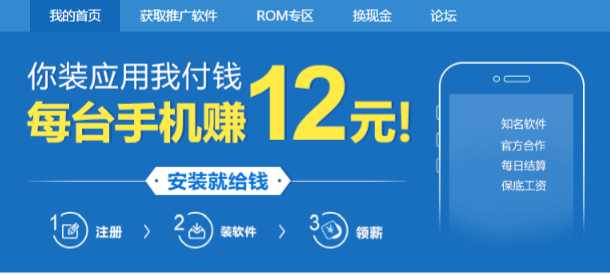 我的首页 获取推广软件 ROM专区 换现金 论坛
你装应用我付钱
每台手机赚12元!
知名软件
官方合作
每日结算
保底工资
安装就给钱
1 注册 2 装软件 3 领薪